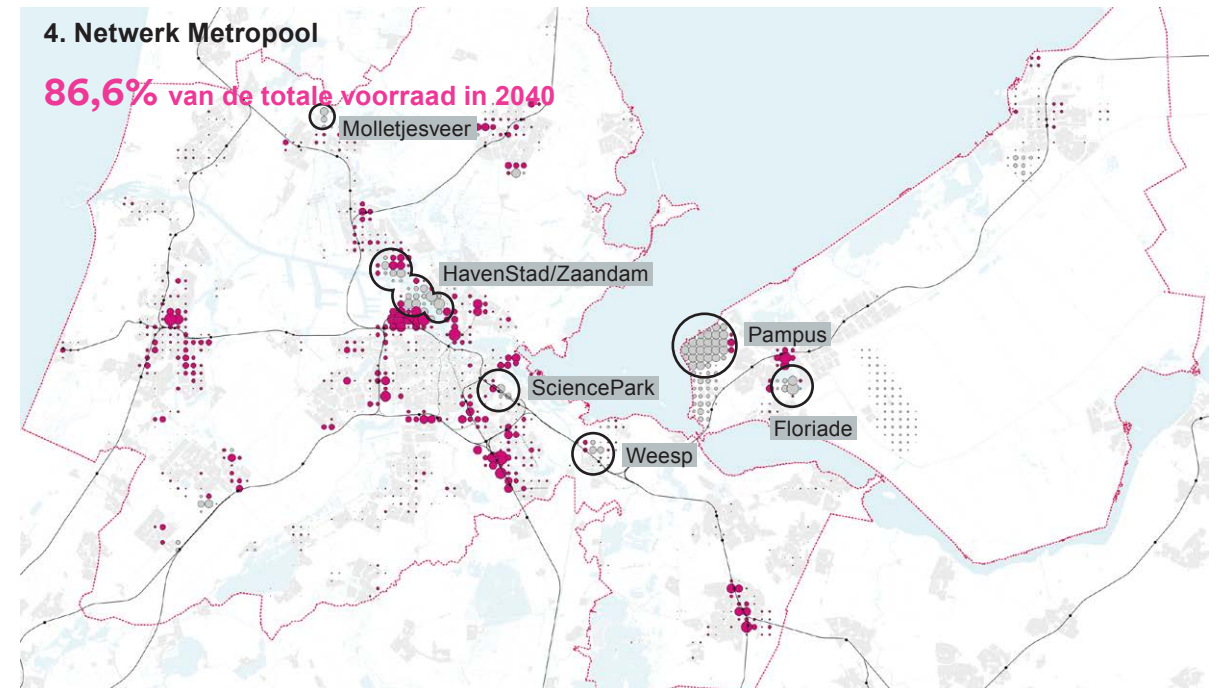 4. Netwerk Metropool
86,6% van de totale voorraad in 2040
Molletjesveer
HavenStad/Zaandam
Pampus
SciencePark
Floriade
Weesp